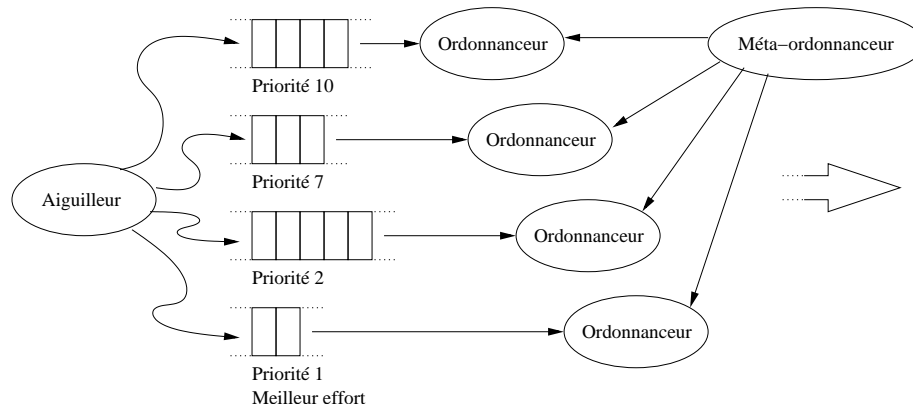 Ordonnanceur
Méta−ordonnanceur
Priorité 10
Ordonnanceur
Priorité 7
Aiguilleur
Ordonnanceur
Priorité 2
Ordonnanceur
Priorité 1
Meilleur effort